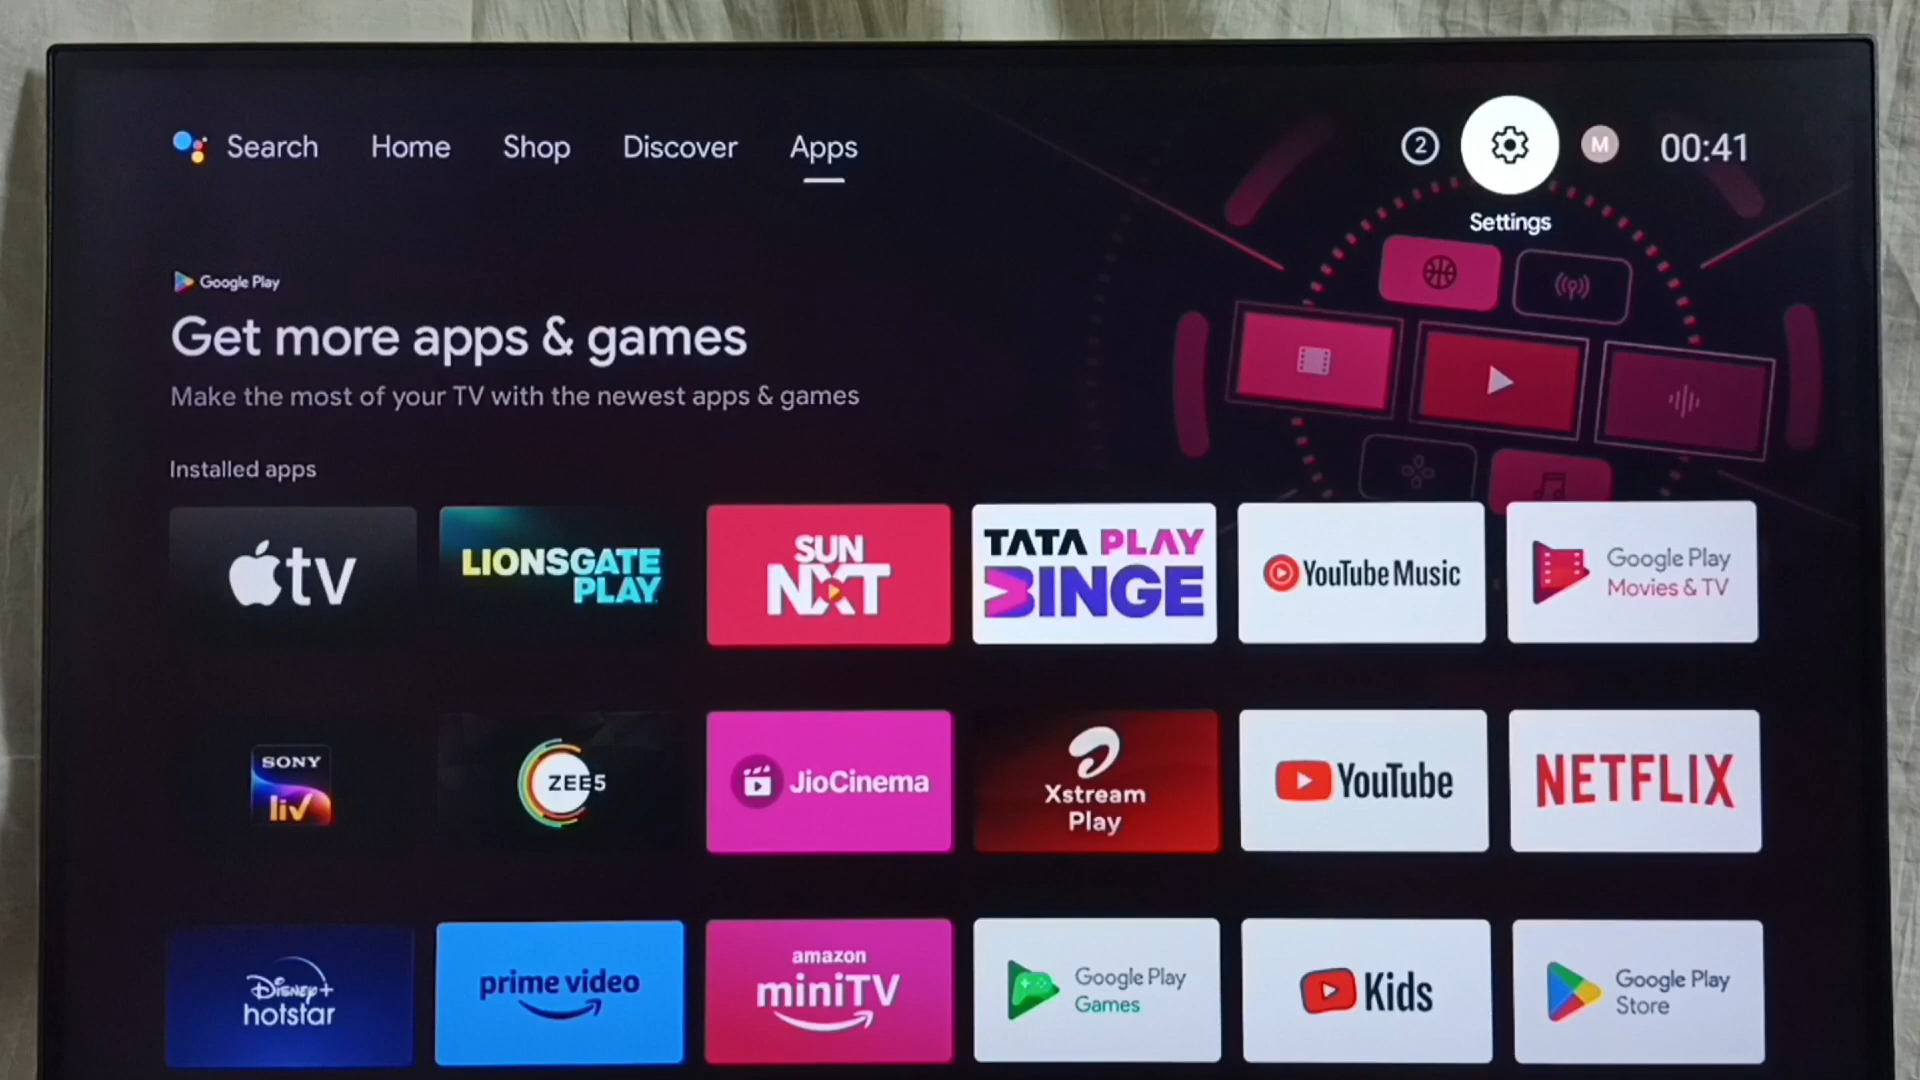 Search Home Shop Discover Apps 2 M 00:41
Settings
Google Play
Get more apps & games
Make the most of your TV with the newest apps & games
Installed apps
tv
LIONSGATE
PLAY
SUN
NXT
TATA PLAY
BINGE
YouTube Music
Google Play
Movies & TV
SONY
liv
ZEE5
JioCinema
Xstream
Play
YouTube
NETFLIX
Disney+
hotstar
prime video
amazon
miniTV
Google Play
Games
Kids
Google Play
Store